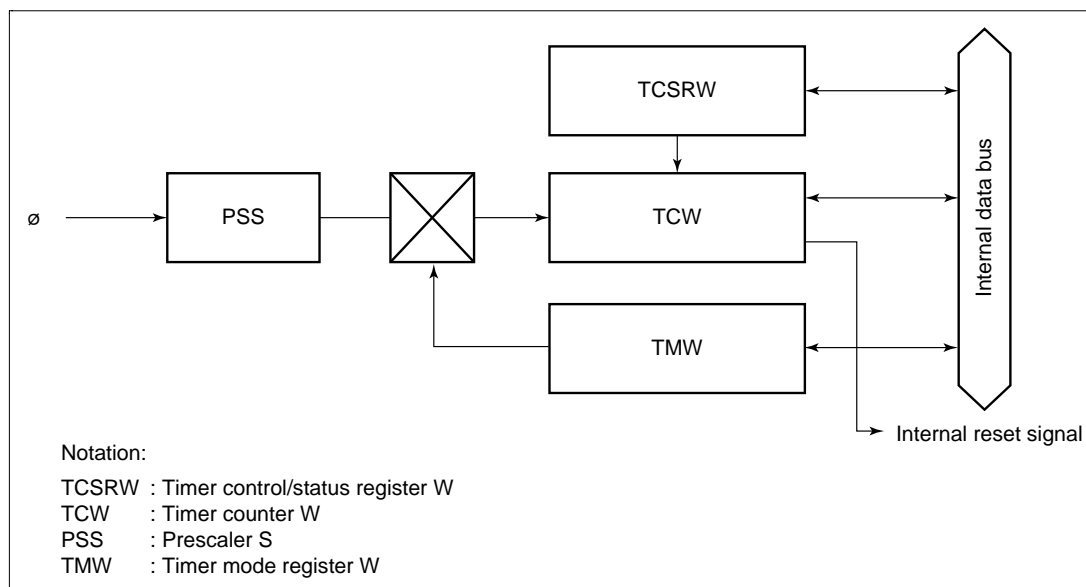 TCSRW
ø
PSS
TCW
TMW
Internal data bus
Internal reset signal
Notation:
TCSRW : Timer control/status register W
TCW : Timer counter W
PSS : Prescaler S
TMW : Timer mode register W